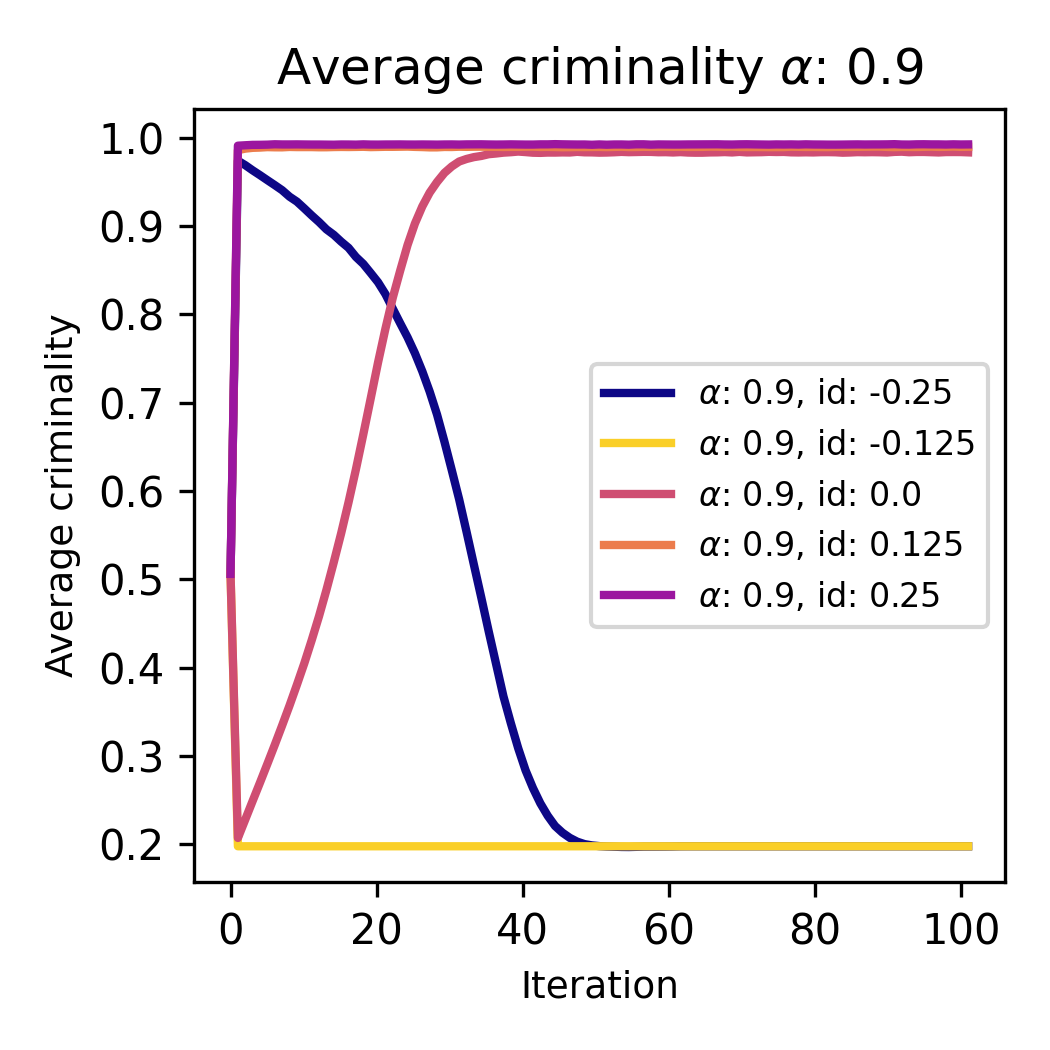 Average criminality α: 0.9
Average criminality
1.0
0.9
0.8
0.7
0.6
0.5
0.4
0.3
0.2
α: 0.9, id: -0.25
α: 0.9, id: -0.125
α: 0.9, id: 0.0
α: 0.9, id: 0.125
α: 0.9, id: 0.25
0 20 40 60 80 100
Iteration